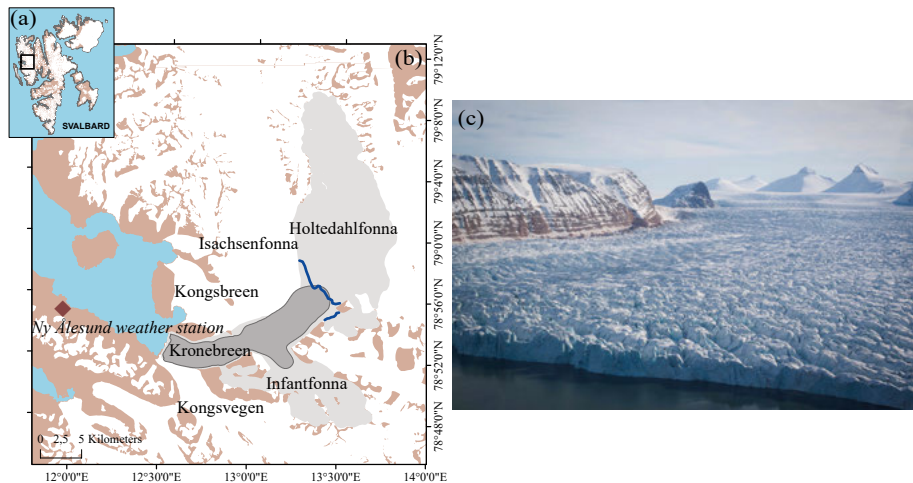 (a)
SVALBARD
(b)
79°12'0"N
79°8'0"N
79°4'0"N
79°0'0"N
78°56'0"N
78°52'0"N
78°48'0"N
Holtedahlfonna
Isachsenfonna
Kongsbreen
Ny Ålesund weather station
Kronebreen
Infantfonna
Kongsvegen
0 2,5 5 Kilometers
12°0'0"E 12°30'0"E 13°0'0"E 13°30'0"E 14°0'0"E
(c)